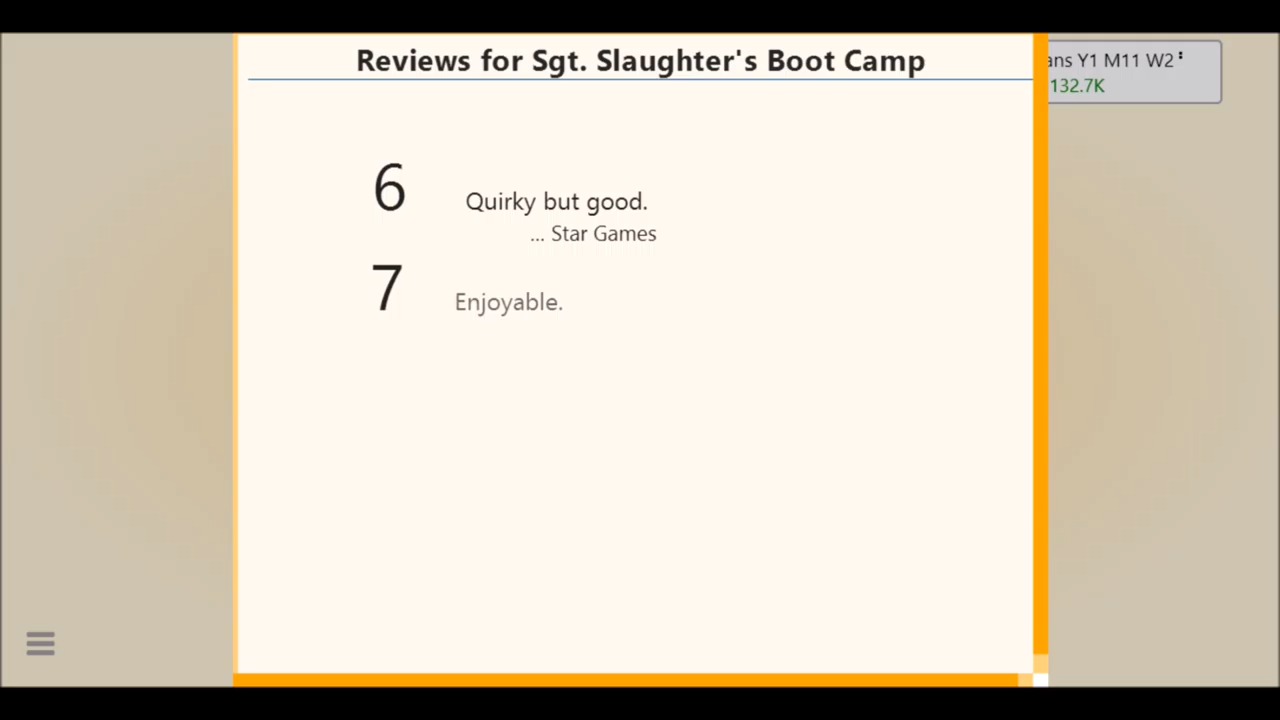 Reviews for Sgt. Slaughter's Boot Camp
ans Y1 M11 W2
132.7K
6
Quirky but good.
... Star Games
7
Enjoyable.